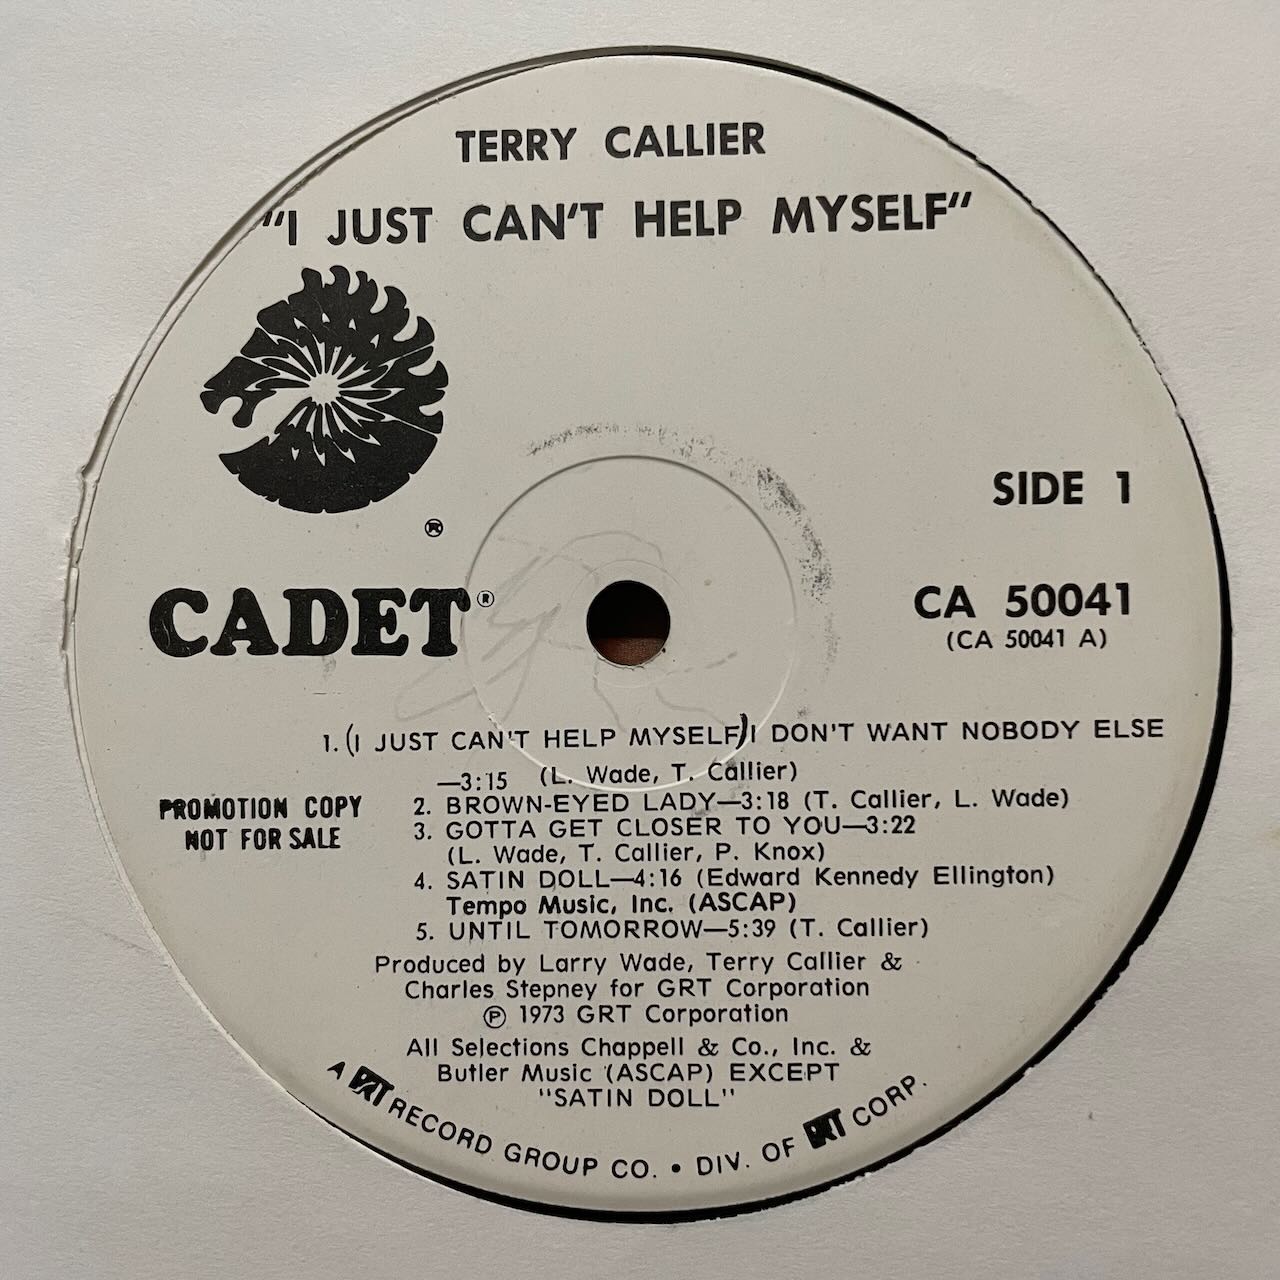 TERRY CALLIER
"I JUST CAN'T HELP MYSELF"
®
SIDE 1
CADET®
CA 50041
(CA 50041 A)
1. (I JUST CAN'T HELP MYSELF) I DON'T WANT NOBODY ELSE
—3:15 (L. Wade, T. Callier)
PROMOTION COPY
NOT FOR SALE
2. BROWN-EYED LADY—3:18 (T. Callier, L. Wade)
3. GOTTA GET CLOSER TO YOU—3:22
(L. Wade, T. Callier, P. Knox)
4. SATIN DOLL—4:16 (Edward Kennedy Ellington)
Tempo Music, Inc. (ASCAP)
5. UNTIL TOMORROW—5:39 (T. Callier)
Produced by Larry Wade, Terry Callier &
Charles Stepney for GRT Corporation
℗ 1973 GRT Corporation
All Selections Chappell & Co., Inc. &
Butler Music (ASCAP) EXCEPT
"SATIN DOLL"
A GRT RECORD GROUP CO. • DIV. OF GRT CORP.